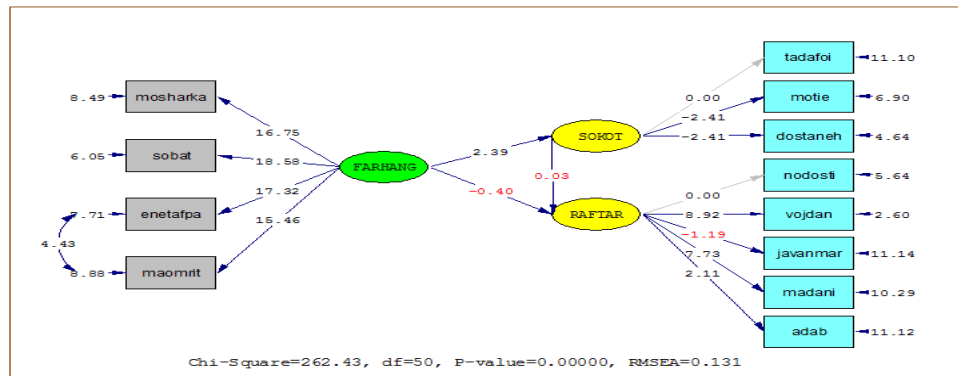 tadafoi
11.10
8.49
mosharka
0.00
motie
6.90
16.75
SOKOT
-2.41
-2.41
dostaneh
4.64
6.05
sobat
18.58
FARHANG
2.39
0.03
nodosti
5.64
17.32
-0.40
0.00
7.71
enetafpa
RAFTAR
8.92
vojdan
2.60
15.46
-1.19
4.43
7.73
javanmar
11.14
8.88
maomrit
2.11
madani
10.29
adab
11.12
Chi-Square=262.43, df=50, P-value=0.00000, RMSEA=0.131